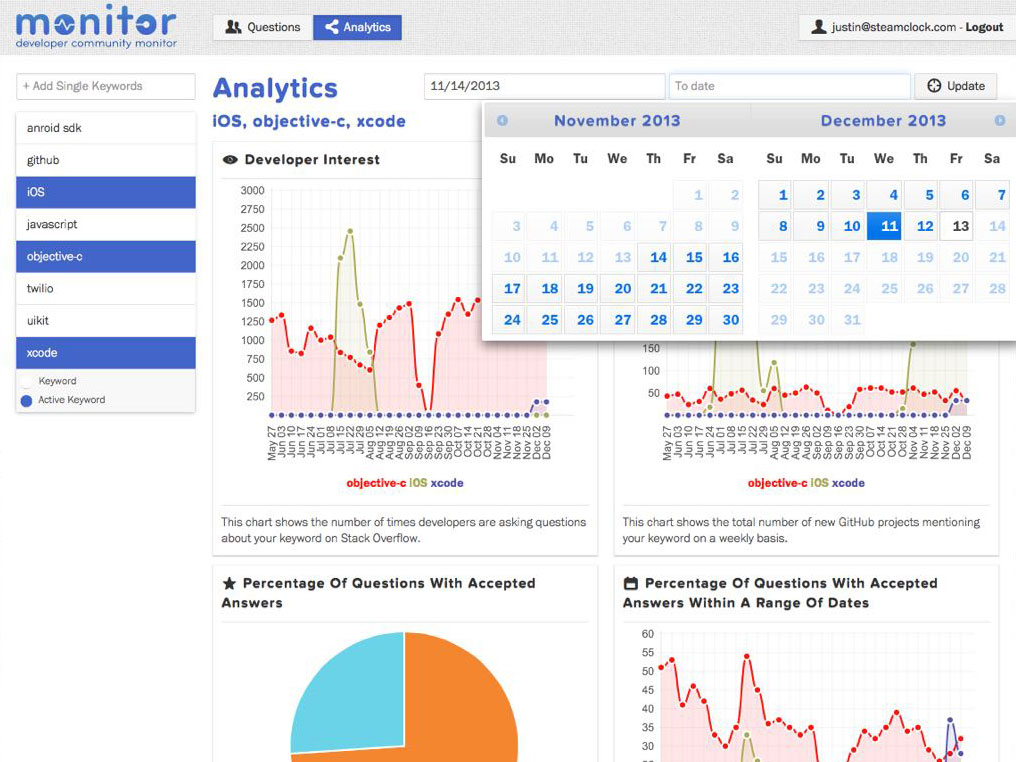 monitor
developer community monitor
Questions
Analytics
justin@steamclock.com - Logout
+ Add Single Keywords
anroid sdk
github
iOS
javascript
objective-c
twilio
uikit
xcode
Keyword
Active Keyword
Analytics
11/14/2013
To date
Update
iOS, objective-c, xcode
November 2013
Su Mo Tu We Th Fr Sa
1 2
3 4 5 6 7 8 9
10 11 12 13 14 15 16
17 18 19 20 21 22 23
24 25 26 27 28 29 30
December 2013
Su Mo Tu We Th Fr Sa
1 2 3 4 5 6 7
8 9 10 11 12 13 14
15 16 17 18 19 20 21
22 23 24 25 26 27 28
29 30 31
Developer Interest
3000
2750
2500
2250
2000
1750
1500
1250
1000
750
500
250
May 27 Jun 03 Jun 10 Jun 17 Jun 24 Jul 01 Jul 08 Jul 15 Jul 22 Jul 29 Aug 05 Aug 12 Aug 19 Aug 26 Sep 02 Sep 09 Sep 16 Sep 23 Sep 30 Oct 07 Oct 14 Oct 21 Oct 28 Nov 04 Nov 11 Nov 18 Nov 25 Dec 02 Dec 09
objective-c iOS xcode
This chart shows the number of times developers are asking questions
about your keyword on Stack Overflow.
150
100
50
May 27 Jun 03 Jun 10 Jun 17 Jun 24 Jul 01 Jul 08 Jul 15 Jul 22 Jul 29 Aug 05 Aug 12 Aug 19 Aug 26 Sep 02 Sep 09 Sep 16 Sep 23 Sep 30 Oct 07 Oct 14 Oct 21 Oct 28 Nov 04 Nov 11 Nov 18 Nov 25 Dec 02 Dec 09
objective-c iOS xcode
This chart shows the total number of new GitHub projects mentioning
your keyword on a weekly basis.
Percentage Of Questions With Accepted
Answers
Percentage Of Questions With Accepted
Answers Within A Range Of Dates
60
55
50
45
40
35
30